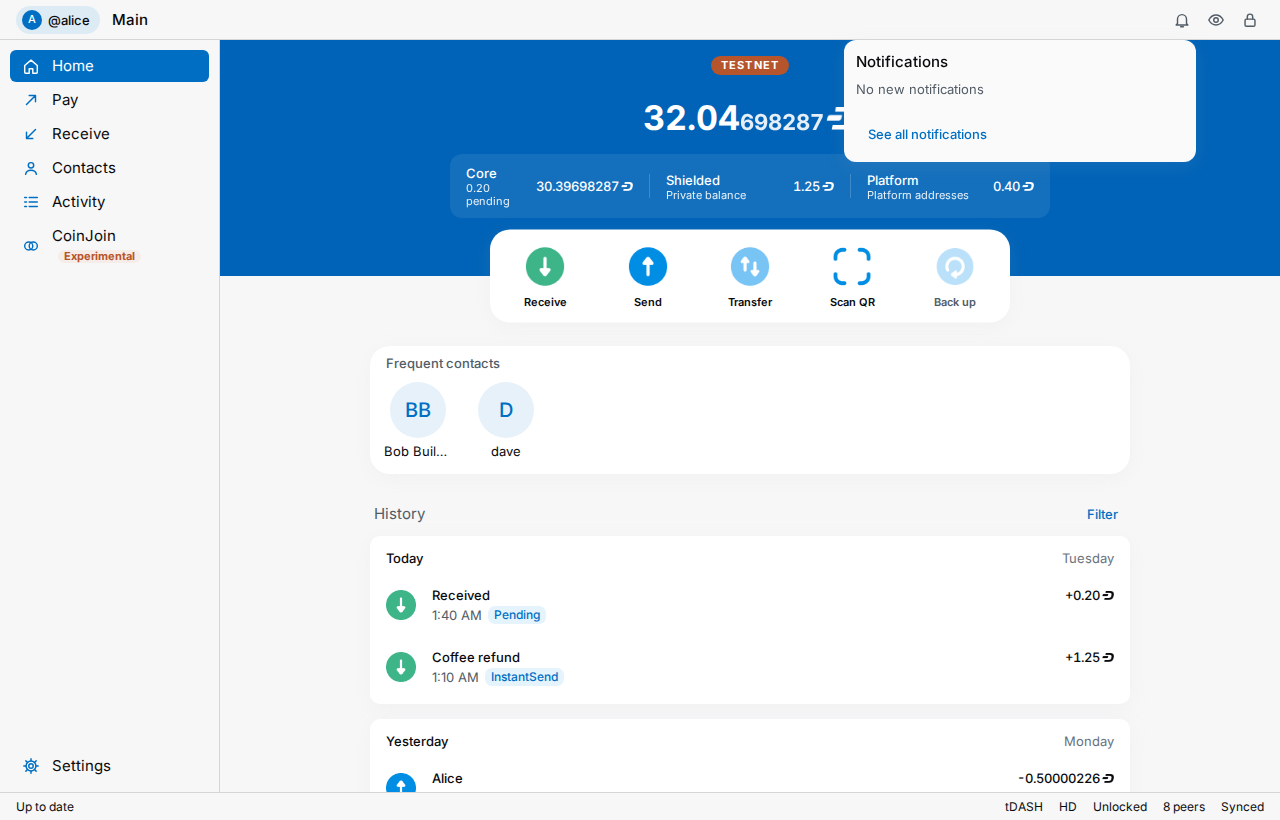 A @alice Main
Home
Pay
Receive
Contacts
Activity
CoinJoin
Experimental
Settings
TESTNET
32.04698287
Notifications
No new notifications
See all notifications
Core
0.20 pending
30.39698287
Shielded
Private balance
1.25
Platform
Platform addresses
0.40
Receive
Send
Transfer
Scan QR
Back up
Frequent contacts
BB
Bob Buil...
D
dave
History
Filter
Today
Tuesday
Received
+0.20
1:40 AM Pending
Coffee refund
+1.25
1:10 AM InstantSend
Yesterday
Monday
Alice
-0.50000226
Up to date
tDASH HD Unlocked 8 peers Synced